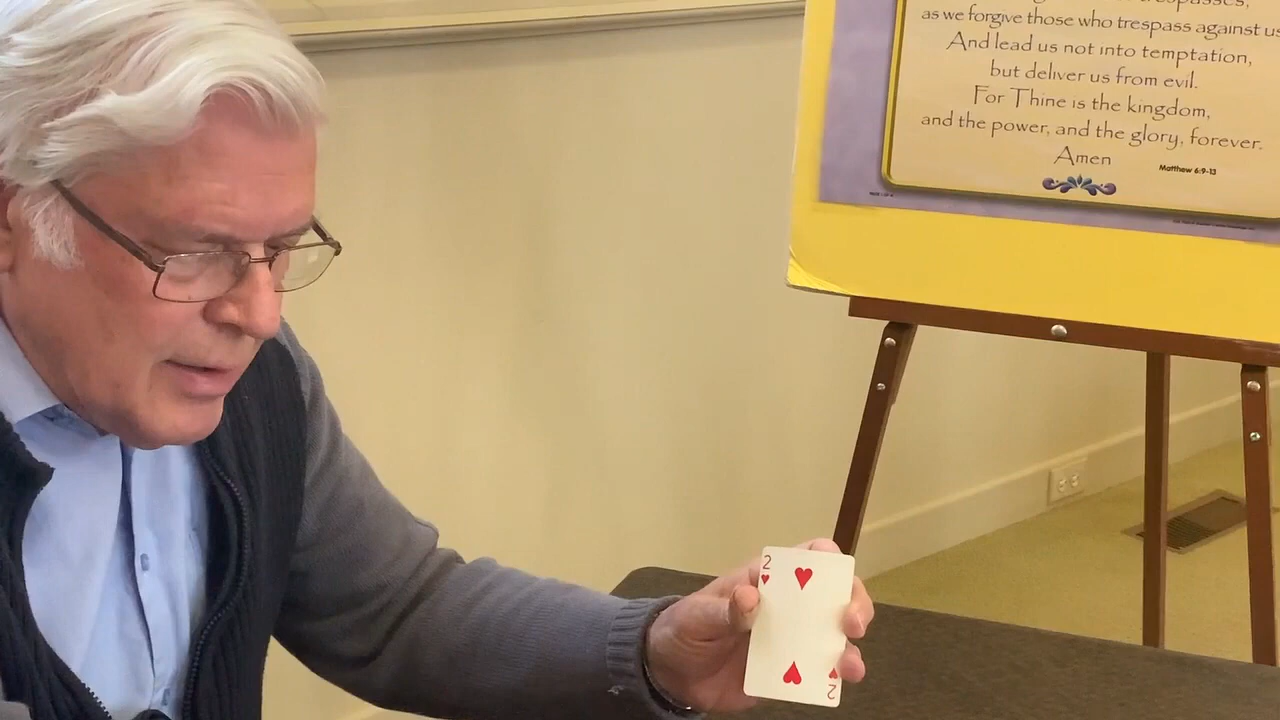 trespasses,
as we forgive those who trespass against us
And lead us not into temptation,
but deliver us from evil.
For Thine is the kingdom,
and the power, and the glory, forever.
Amen
Matthew 6:9-13
2
2